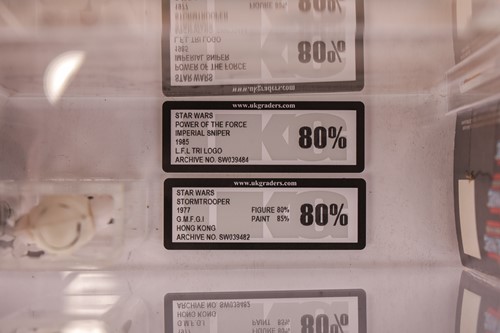 www.ukgraders.com
STAR WARS
POWER OF THE FORCE
IMPERIAL SNIPER
1985
L.F.L TRI LOGO
ARCHIVE NO. SW039484
80%
www.ukgraders.com
STAR WARS
STORMTROOPER
1977
G.M.F.G.I
HONG KONG
ARCHIVE NO. SW039482
FIGURE 80%
PAINT 85%
80%